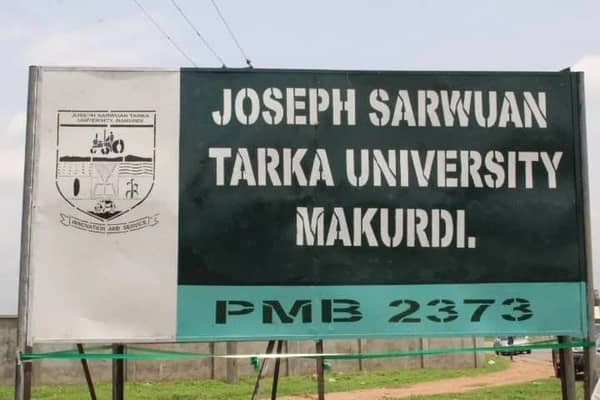 JOSEPH SARWUAN TARKA
UNIVERSITY, MAKURDI
INNOVATION AND SERVICE
JOSEPH SARWUAN
TARKA UNIVERSITY
MAKURDI.
PMB 2373